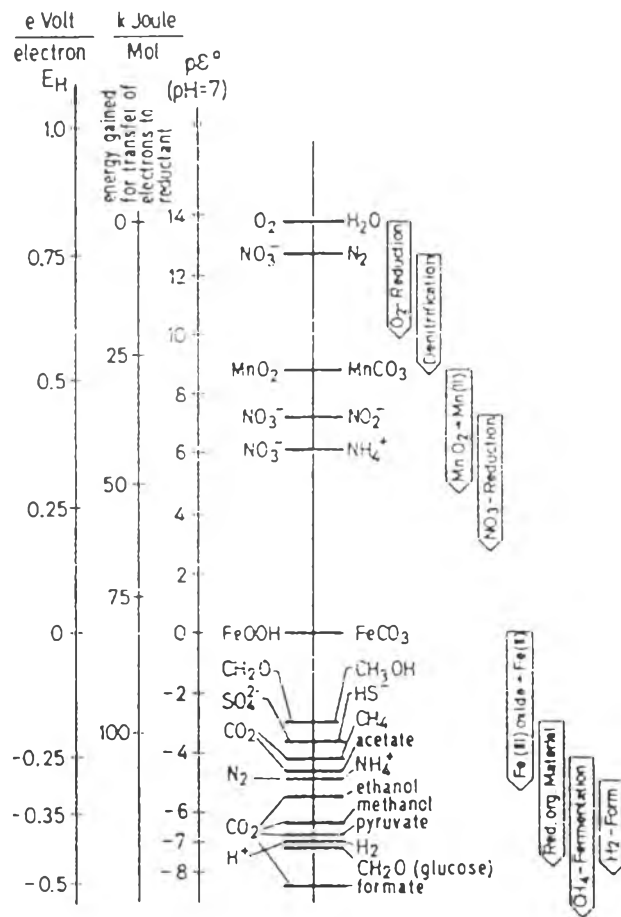 e Volt
electron
E_H
k Joule
Mol
energy gained
for transfer of
electrons to
reductant
pε°
(pH=7)
1.0
0.75
0.5
0.25
0
-0.25
-0.35
-0.5
0
25
50
75
100
14
12
10
8
6
4
2
0
-2
-4
-6
-7
-8
O₂ H₂O
NO₃⁻ N₂
MnO₂ MnCO₃
NO₃⁻ NO₂⁻
NO₃⁻ NH₄⁺
FeOOH FeCO₃
CH₂O CH₃OH
SO₄²⁻ HS⁻
CO₂ CH₄
acetate
N₂ NH₄⁺
ethanol
methanol
CO₂ pyruvate
H⁺ H₂
CH₂O (glucose)
formate
O₂-Reduction
Denitrification
MnO₂→Mn(II)
NO₃-Reduction
Fe(III)oxide→Fe(II)
Red. org. Material
CH₄-Fermentation
H₂-Form